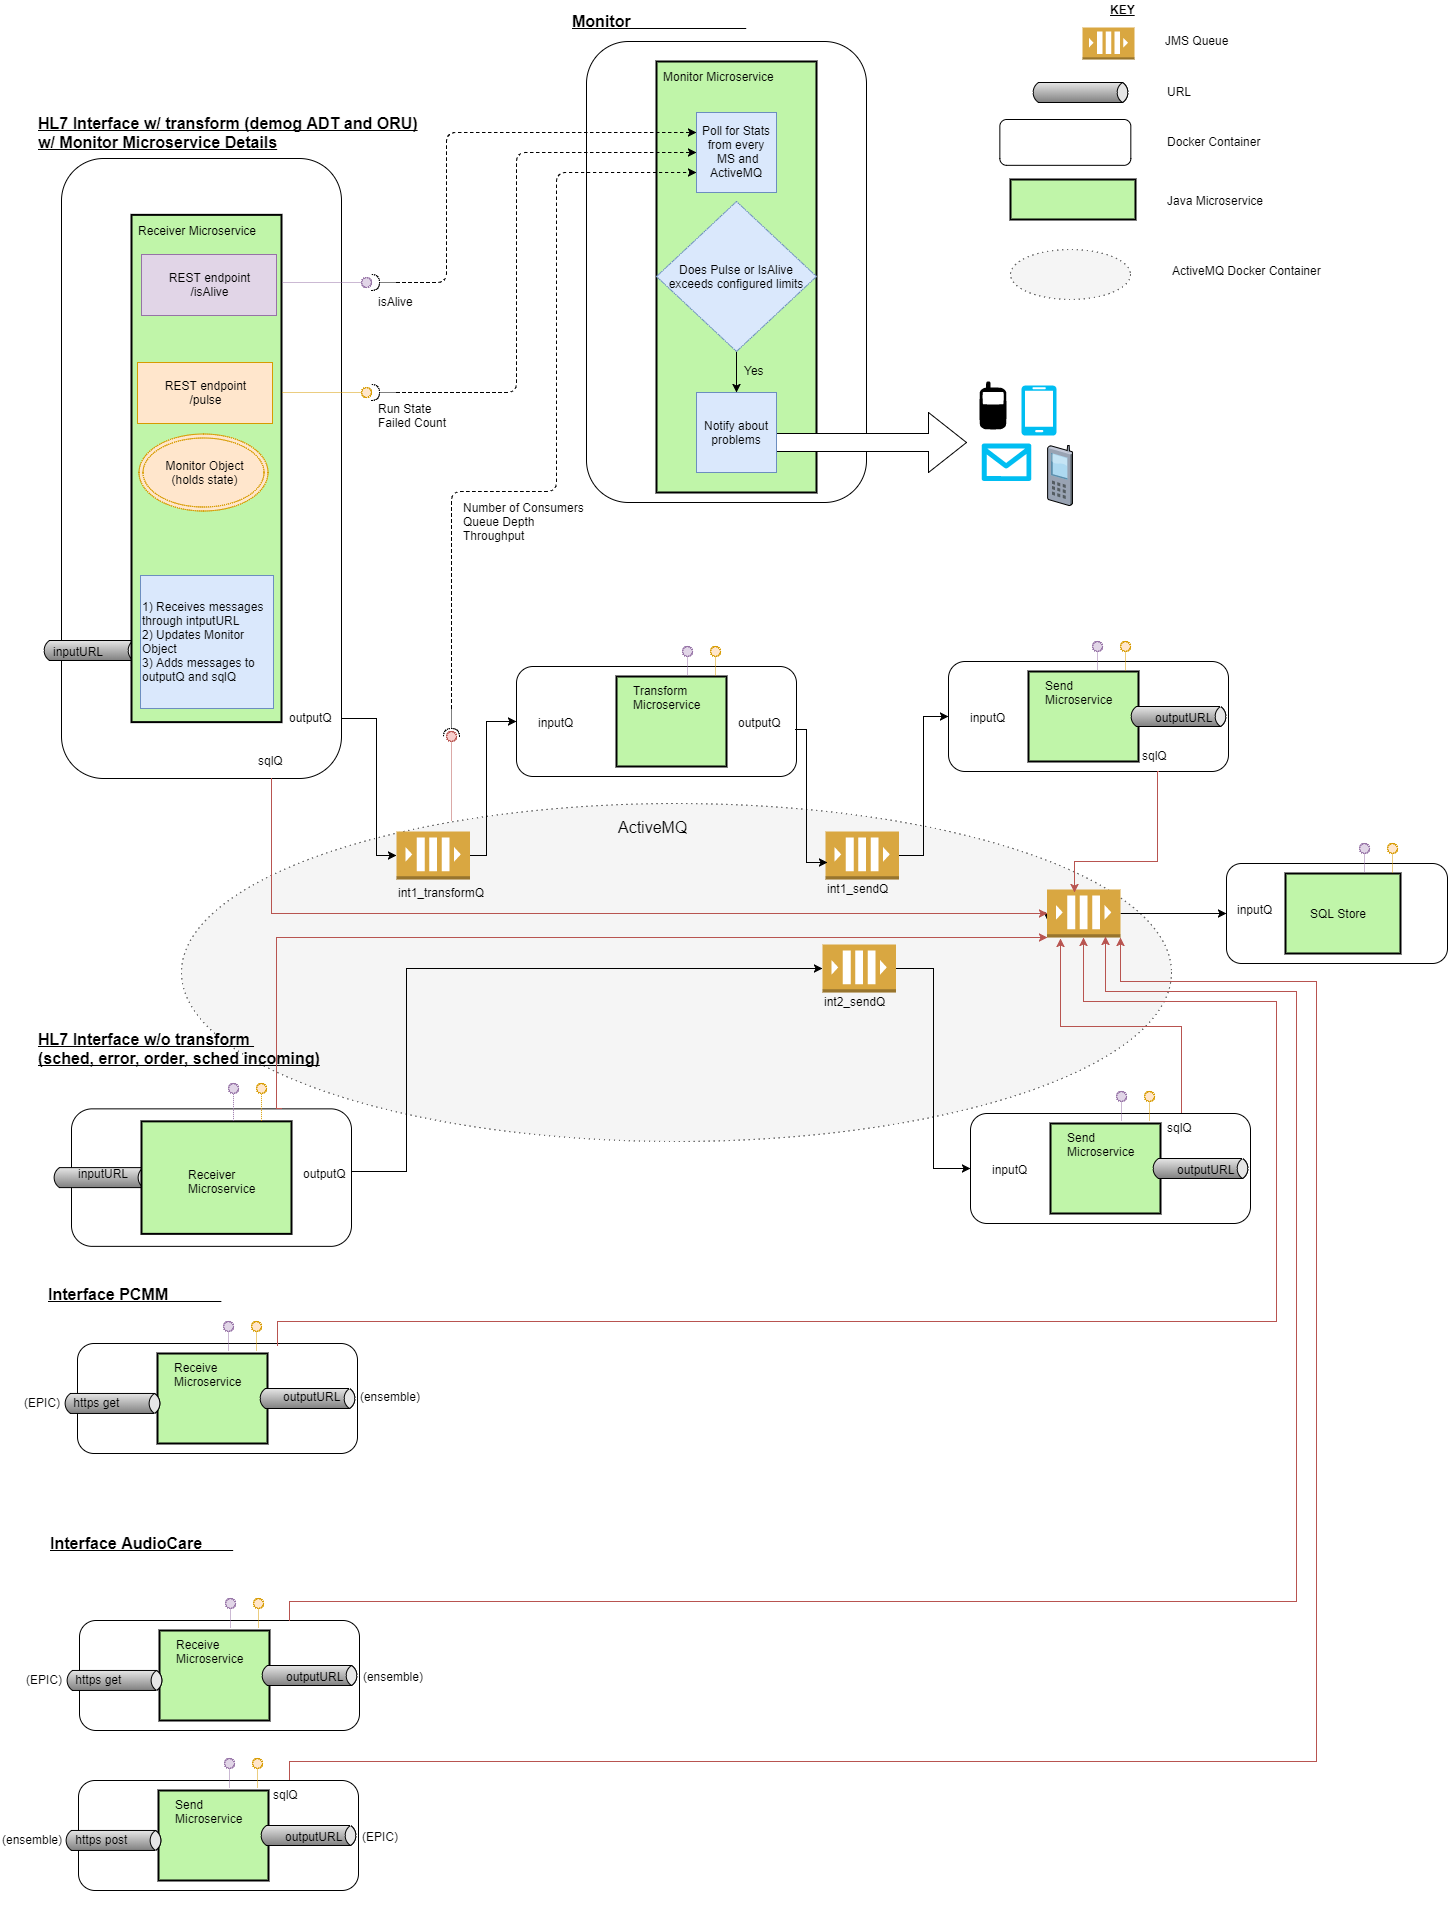 Monitor
KEY
JMS Queue
URL
Docker Container
Java Microservice
ActiveMQ Docker Container
HL7 Interface w/ transform (demog ADT and ORU)
w/ Monitor Microservice Details
Monitor Microservice
Poll for Stats
from every
MS and
ActiveMQ
Does Pulse or IsAlive
exceeds configured limits
Yes
Notify about
problems
Receiver Microservice
REST endpoint
/isAlive
isAlive
REST endpoint
/pulse
Run State
Failed Count
Monitor Object
(holds state)
Number of Consumers
Queue Depth
Throughput
1) Receives messages
through intputURL
2) Updates Monitor
Object
3) Adds messages to
outputQ and sqlQ
inputURL
outputQ
sqlQ
inputQ
Transform
Microservice
outputQ
inputQ
Send
Microservice
outputURL
sqlQ
ActiveMQ
int1_transformQ
int1_sendQ
inputQ
SQL Store
int2_sendQ
HL7 Interface w/o transform
(sched, error, order, sched incoming)
inputURL
Receiver
Microservice
outputQ
inputQ
Send
Microservice
sqlQ
outputURL
Interface PCMM
(EPIC)
https get
Receive
Microservice
outputURL
(ensemble)
Interface AudioCare
(EPIC)
https get
Receive
Microservice
outputURL
(ensemble)
(ensemble)
https post
Send
Microservice
sqlQ
outputURL
(EPIC)